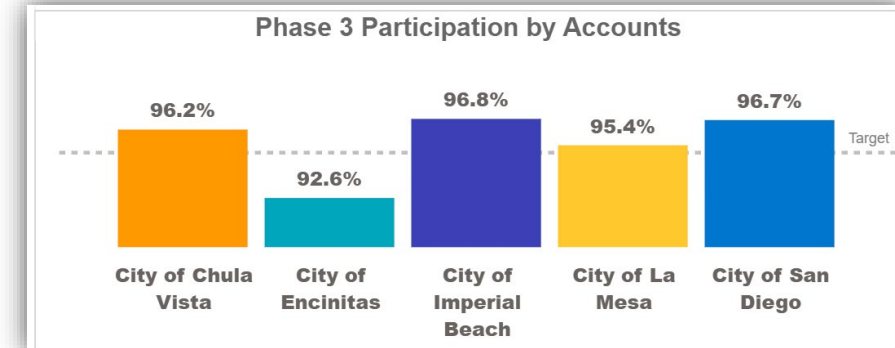 Phase 3 Participation by Accounts
96.2%
92.6%
96.8%
95.4%
96.7%
Target
City of Chula
Vista
City of
Encinitas
City of
Imperial
Beach
City of La
Mesa
City of San
Diego